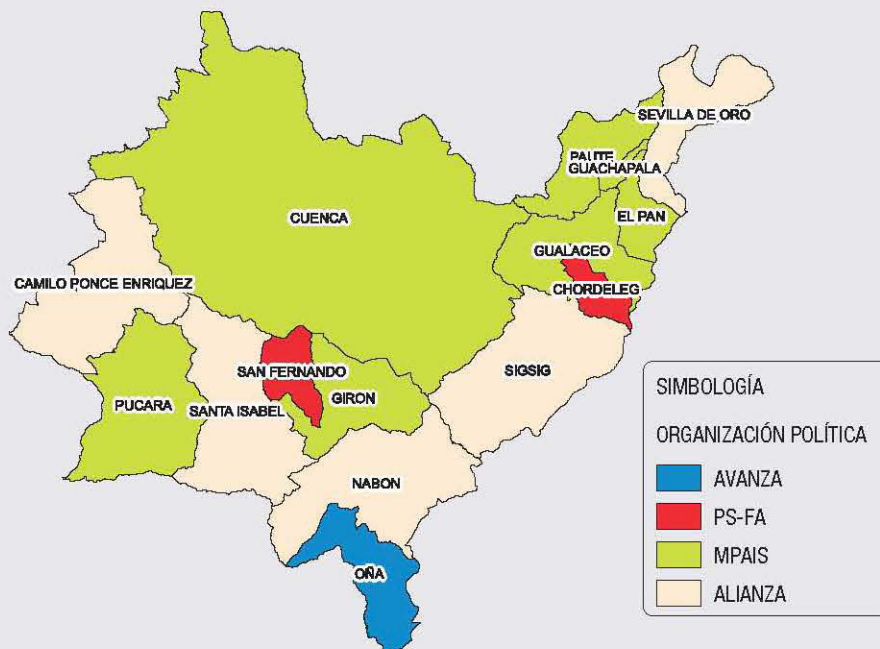 SEVILLA DE ORO
PAUTE
GUACHAPALA
CUENCA
EL PAN
GUALACEO
CAMILO PONCE ENRIQUEZ
CHORDELEG
SAN FERNANDO
SIGSIG
GIRON
PUCARA
SANTA ISABEL
NABON
OÑA
SIMBOLOGÍA
ORGANIZACIÓN POLÍTICA
AVANZA
PS-FA
MPAIS
ALIANZA